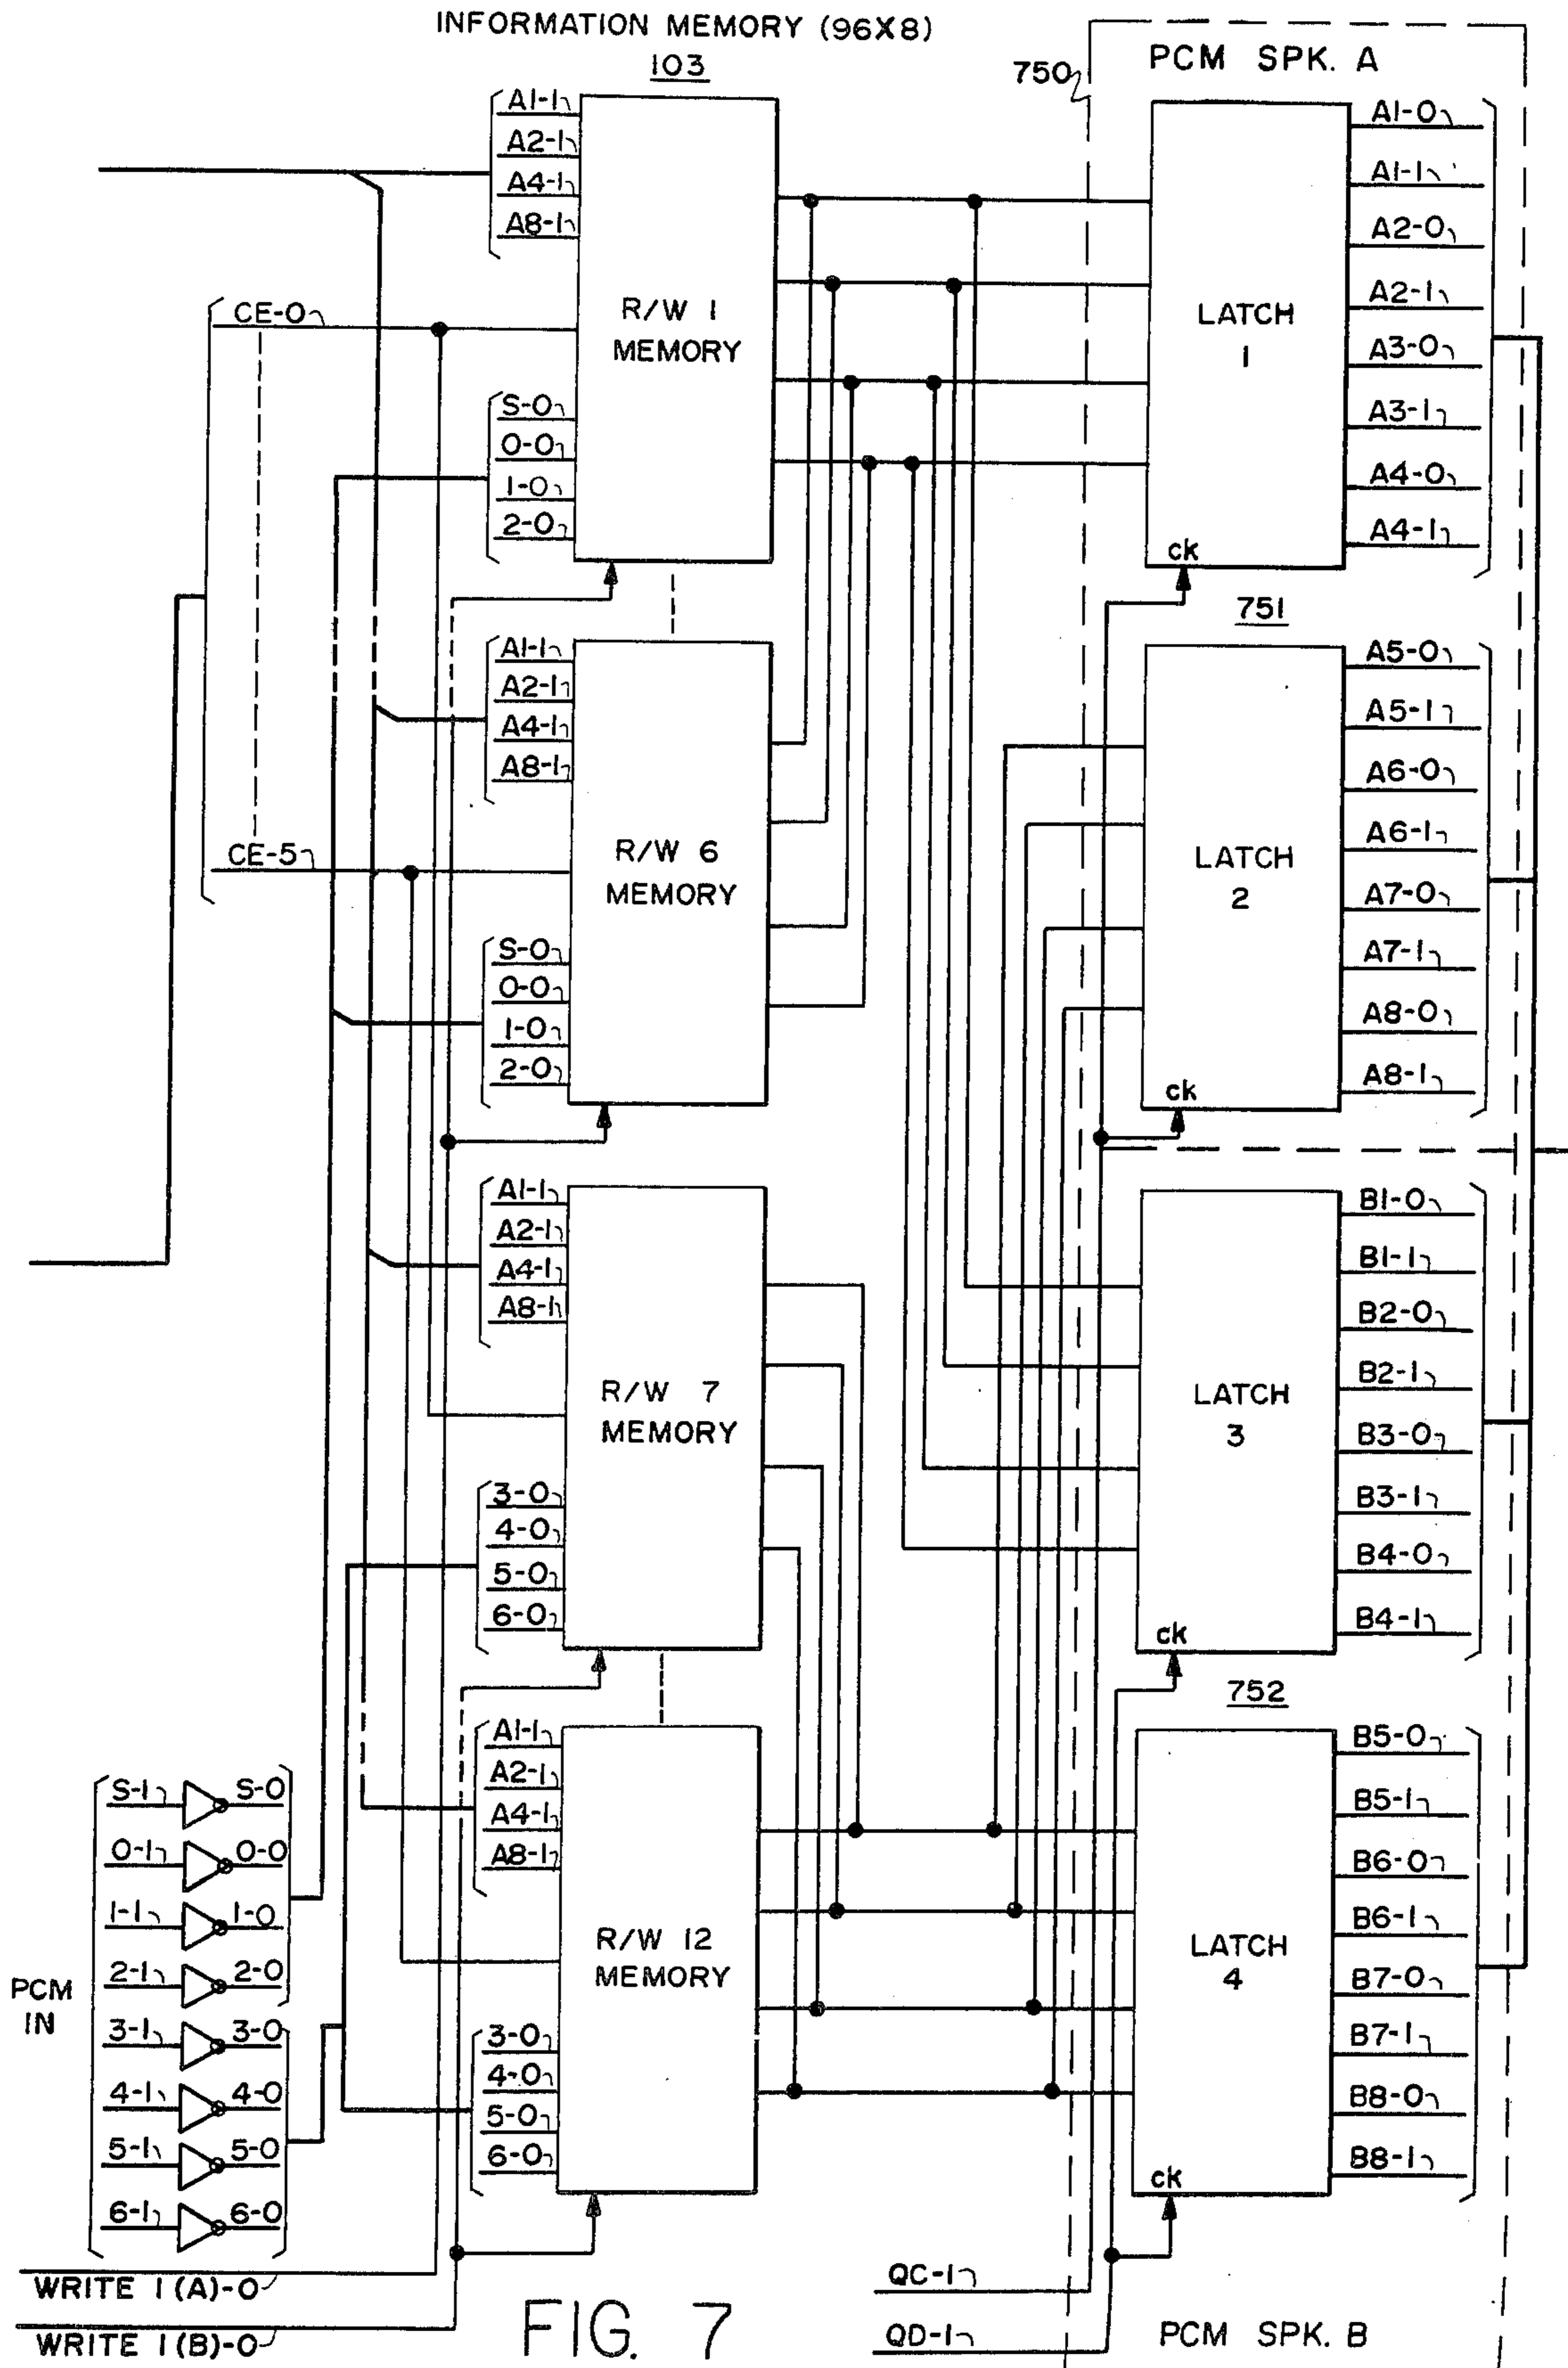 INFORMATION MEMORY (96X8)
103
750
PCM SPK. A
A1-1
A2-1
A4-1
A8-1
CE-0
S-0
0-0
1-0
2-0
R/W 1
MEMORY
LATCH
1
ck
A1-0
A1-1
A2-0
A2-1
A3-0
A3-1
A4-0
A4-1
751
A1-1
A2-1
A4-1
A8-1
CE-5
S-0
0-0
1-0
2-0
R/W 6
MEMORY
LATCH
2
ck
A5-0
A5-1
A6-0
A6-1
A7-0
A7-1
A8-0
A8-1
A1-1
A2-1
A4-1
A8-1
3-0
4-0
5-0
6-0
R/W 7
MEMORY
LATCH
3
ck
B1-0
B1-1
B2-0
B2-1
B3-0
B3-1
B4-0
B4-1
752
A1-1
A2-1
A4-1
A8-1
3-0
4-0
5-0
6-0
R/W 12
MEMORY
LATCH
4
ck
B5-0
B5-1
B6-0
B6-1
B7-0
B7-1
B8-0
B8-1
PCM
IN
S-1 S-0
0-1 0-0
1-1 1-0
2-1 2-0
3-1 3-0
4-1 4-0
5-1 5-0
6-1 6-0
WRITE 1(A)-0
WRITE 1(B)-0
FIG. 7
QC-1
QD-1
PCM SPK. B